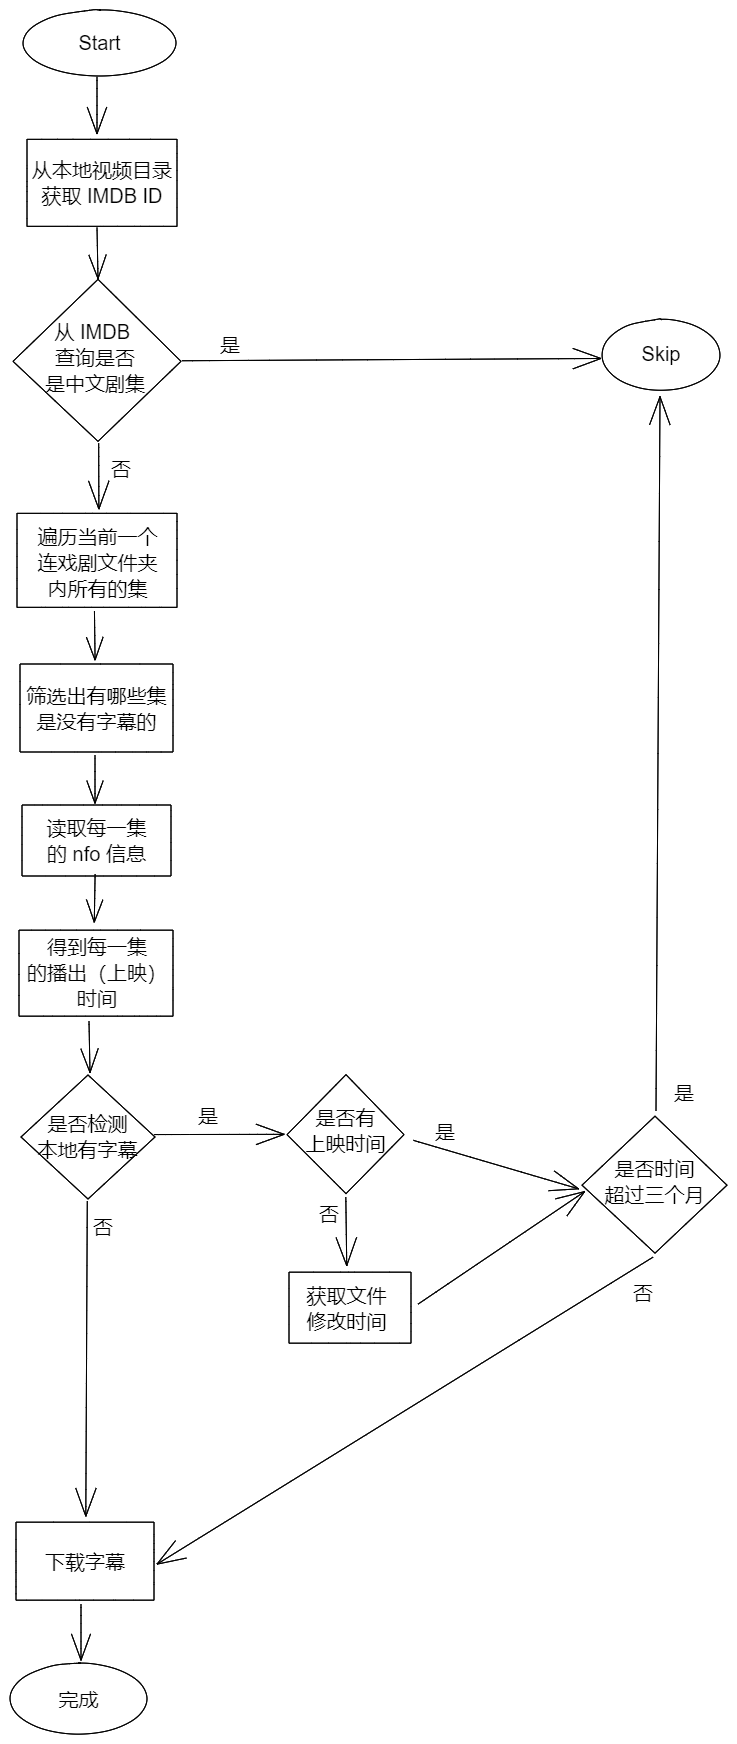 Start
从本地视频目录
获取 IMDB ID
从 IMDB
查询是否
是中文剧集
是
Skip
否
遍历当前一个
连戏剧文件夹
内所有的集
筛选出有哪些集
是没有字幕的
读取每一集
的 nfo 信息
得到每一集
的播出（上映）
时间
是否检测
本地有字幕
是
是否有
上映时间
是
是否时间
超过三个月
是
否
否
获取文件
修改时间
否
下载字幕
完成